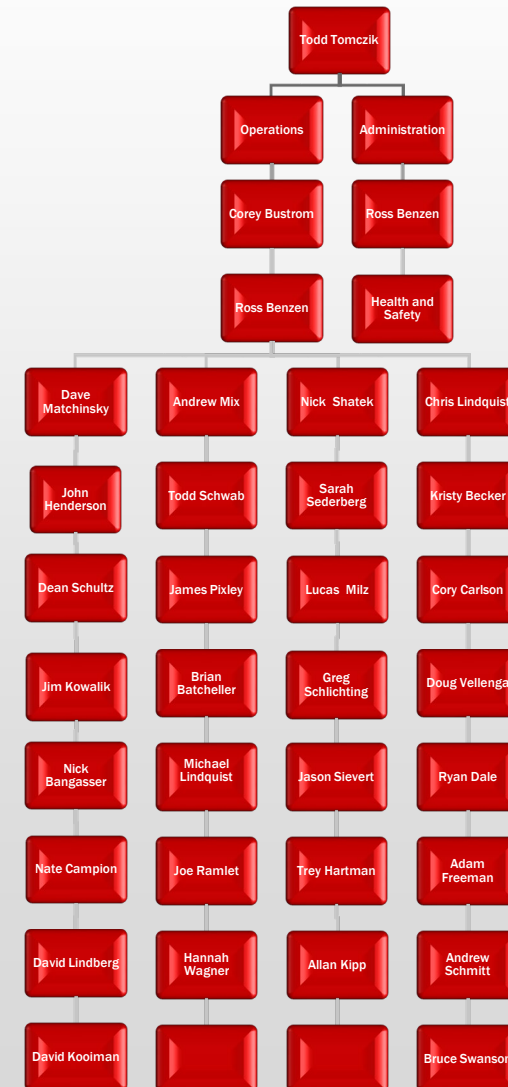 Todd Tomczik
Operations
Administration
Corey Bustrom
Ross Benzen
Ross Benzen
Health and
Safety
Dave
Matchinsky
Andrew Mix
Nick Shatek
Chris Lindquist
John
Henderson
Todd Schwab
Sarah
Sederberg
Kristy Becker
Dean Schultz
James Pixley
Lucas Milz
Cory Carlson
Jim Kowalik
Brian
Batcheller
Greg
Schlichting
Doug Vellenga
Nick
Bangasser
Michael
Lindquist
Jason Sievert
Ryan Dale
Nate Campion
Joe Ramlet
Trey Hartman
Adam
Freeman
David Lindberg
Hannah
Wagner
Allan Kipp
Andrew
Schmitt
David Kooiman
Bruce Swanson